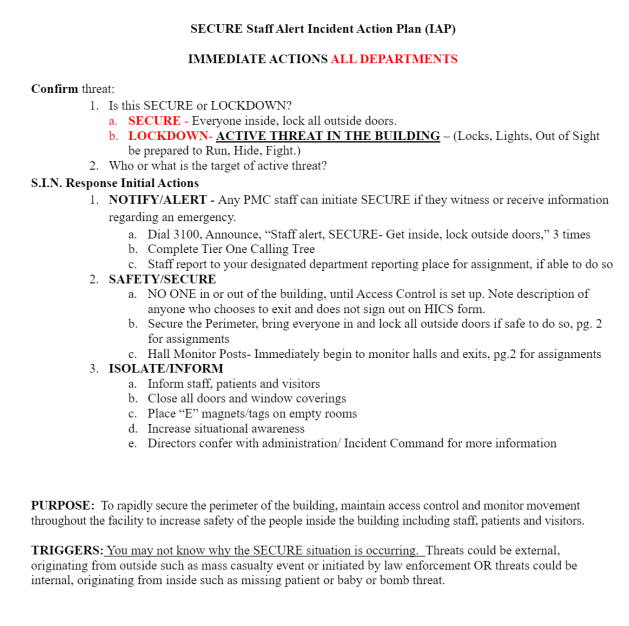 SECURE Staff Alert Incident Action Plan (IAP)
IMMEDIATE ACTIONS ALL DEPARTMENTS
Confirm threat:
1. Is this SECURE or LOCKDOWN?
a. SECURE - Everyone inside, lock all outside doors.
b. LOCKDOWN- ACTIVE THREAT IN THE BUILDING – (Locks, Lights, Out of Sight
be prepared to Run, Hide, Fight.)
2. Who or what is the target of active threat?
S.I.N. Response Initial Actions
1. NOTIFY/ALERT - Any PMC staff can initiate SECURE if they witness or receive information
regarding an emergency.
a. Dial 3100, Announce, “Staff alert, SECURE- Get inside, lock outside doors,” 3 times
b. Complete Tier One Calling Tree
c. Staff report to your designated department reporting place for assignment, if able to do so
2. SAFETY/SECURE
a. NO ONE in or out of the building, until Access Control is set up. Note description of
anyone who chooses to exit and does not sign out on HICS form.
b. Secure the Perimeter, bring everyone in and lock all outside doors if safe to do so, pg. 2
for assignments
c. Hall Monitor Posts- Immediately begin to monitor halls and exits, pg.2 for assignments
3. ISOLATE/INFORM
a. Inform staff, patients and visitors
b. Close all doors and window coverings
c. Place “E” magnets/tags on empty rooms
d. Increase situational awareness
e. Directors confer with administration/ Incident Command for more information
PURPOSE: To rapidly secure the perimeter of the building, maintain access control and monitor movement
throughout the facility to increase safety of the people inside the building including staff, patients and visitors.
TRIGGERS: You may not know why the SECURE situation is occurring. Threats could be external,
originating from outside such as mass casualty event or initiated by law enforcement OR threats could be
internal, originating from inside such as missing patient or baby or bomb threat.